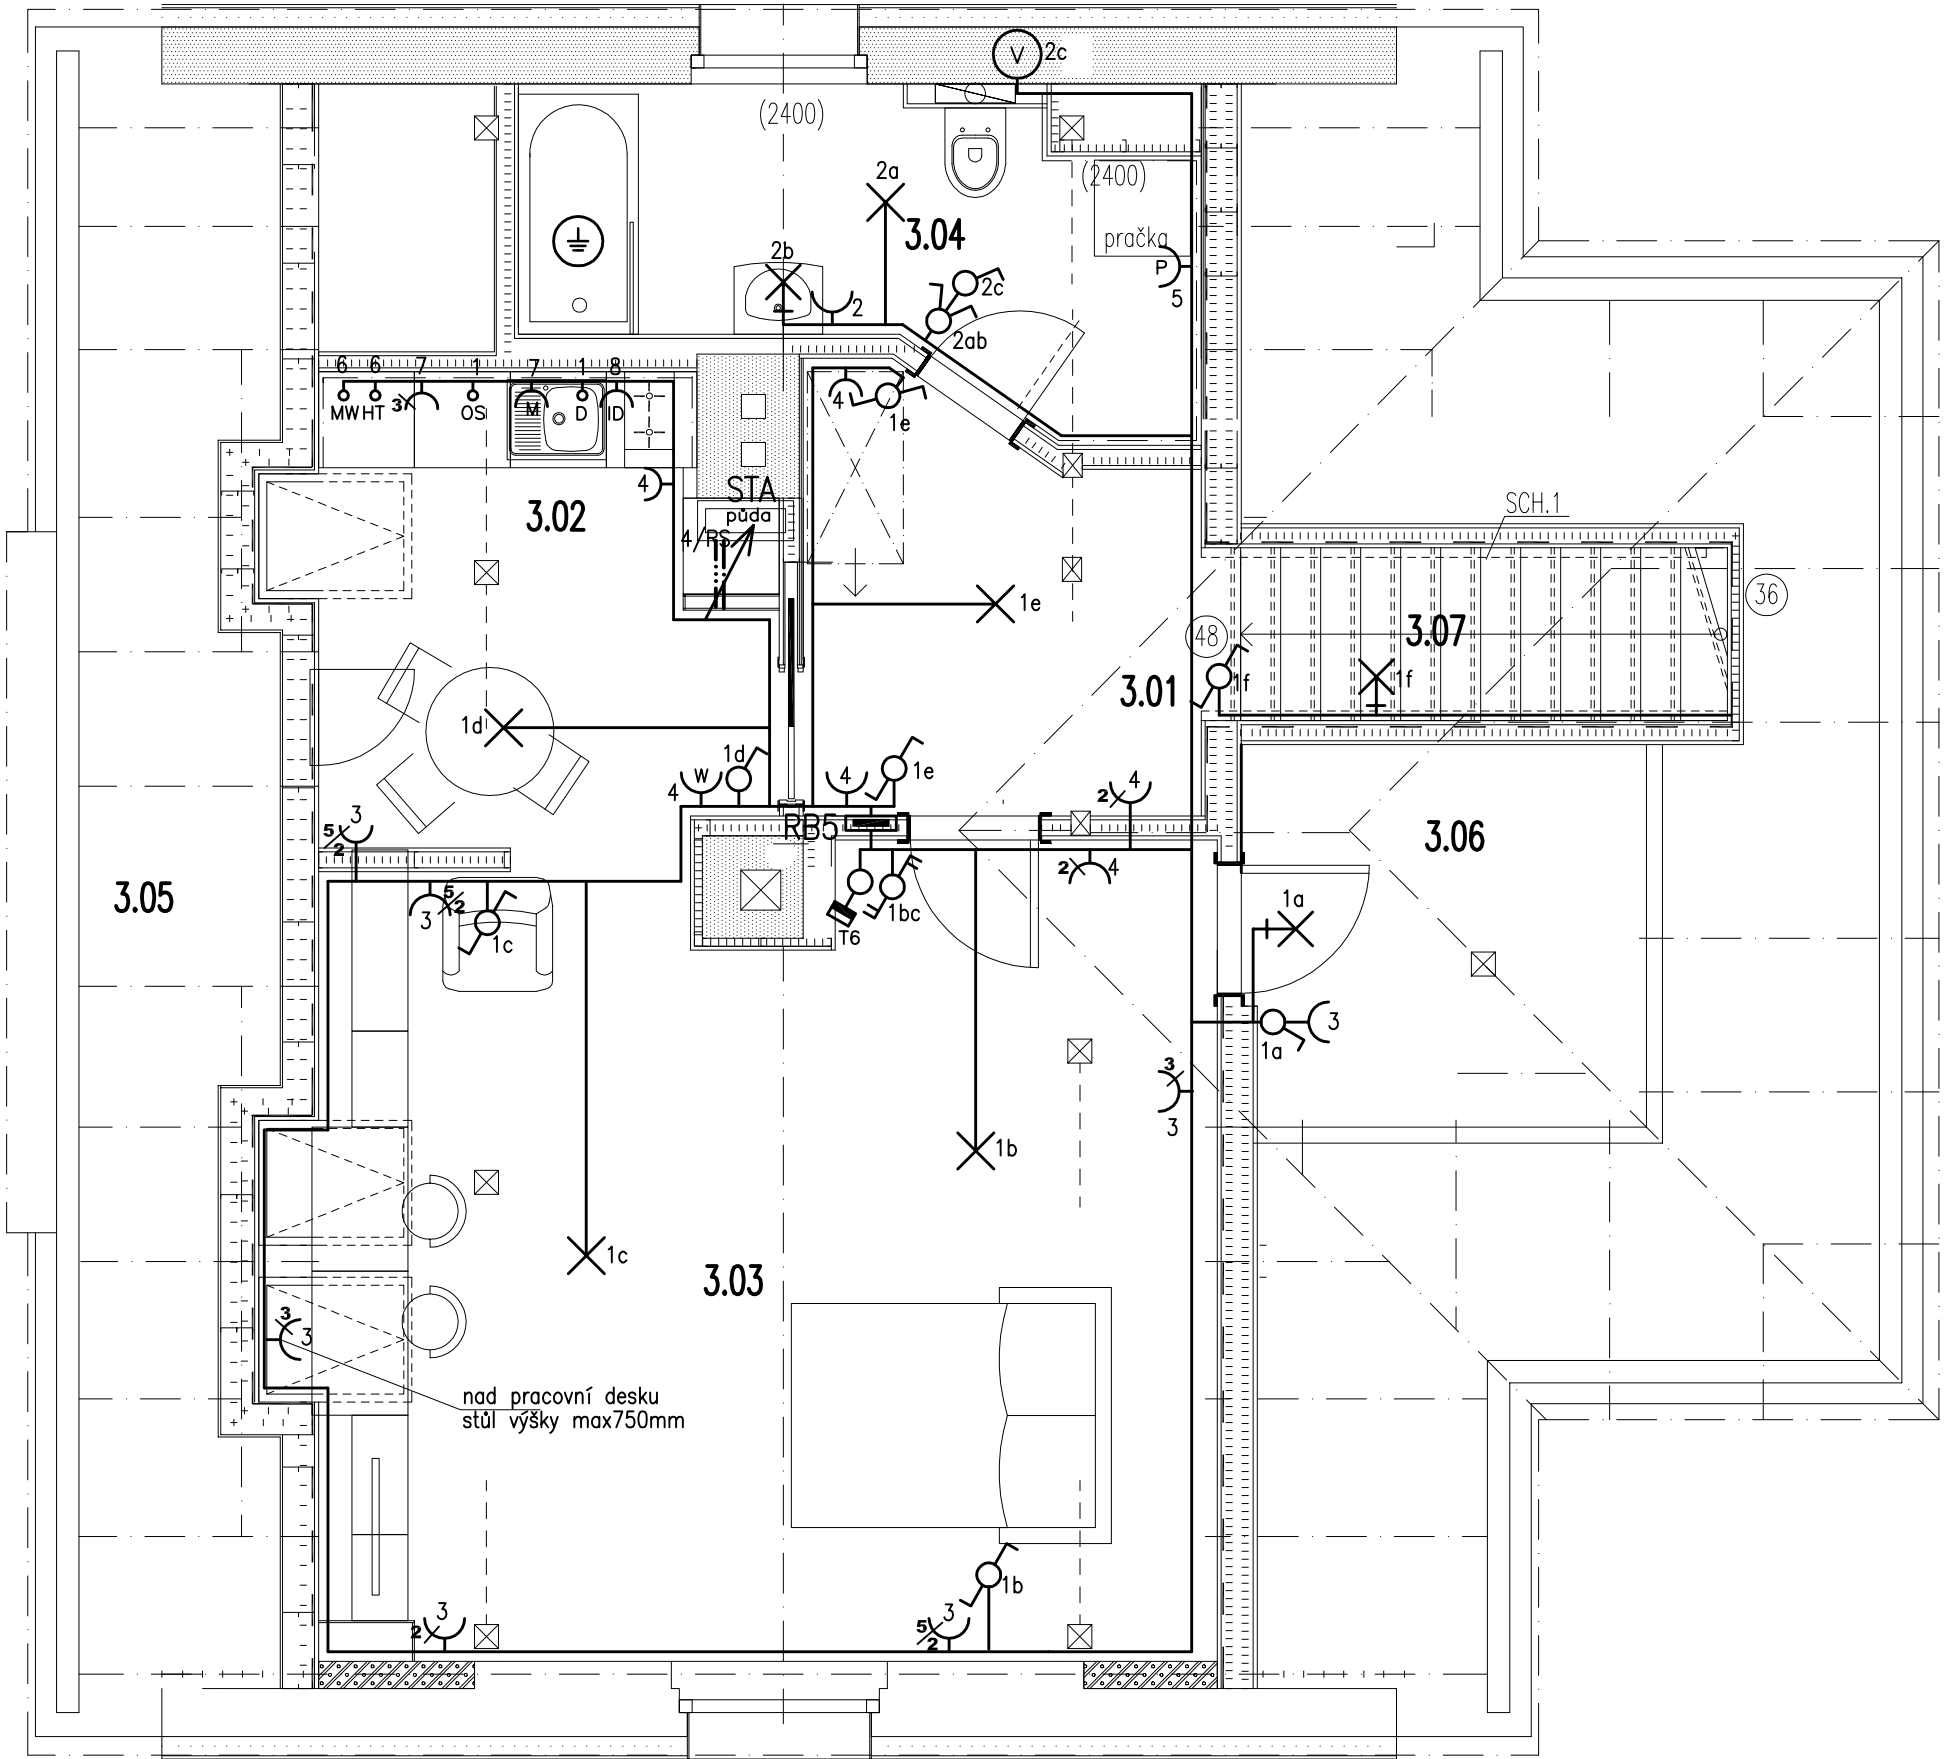 V 2c
(2400)
2a
(2400)
3.04
pračka
2b
P
5
2c
2
2ab
6 6 7 1 7 1 8
MW HT 3 OS M D ID
4
1e
4
STA
půda
3.02
4/RS
SCH.1
1e
36
48
3.07
1f
1f
3.01
1d
1d
W
4
4
1e
4
2
3
5/2
RB5
3.06
2
4
3.05
3
5/2
1c
1bc
T6
1a
3
1a
3
3
1b
1c
3.03
3
3
nad pracovní desku
stůl výšky max750mm
1b
3
2
3
5/2